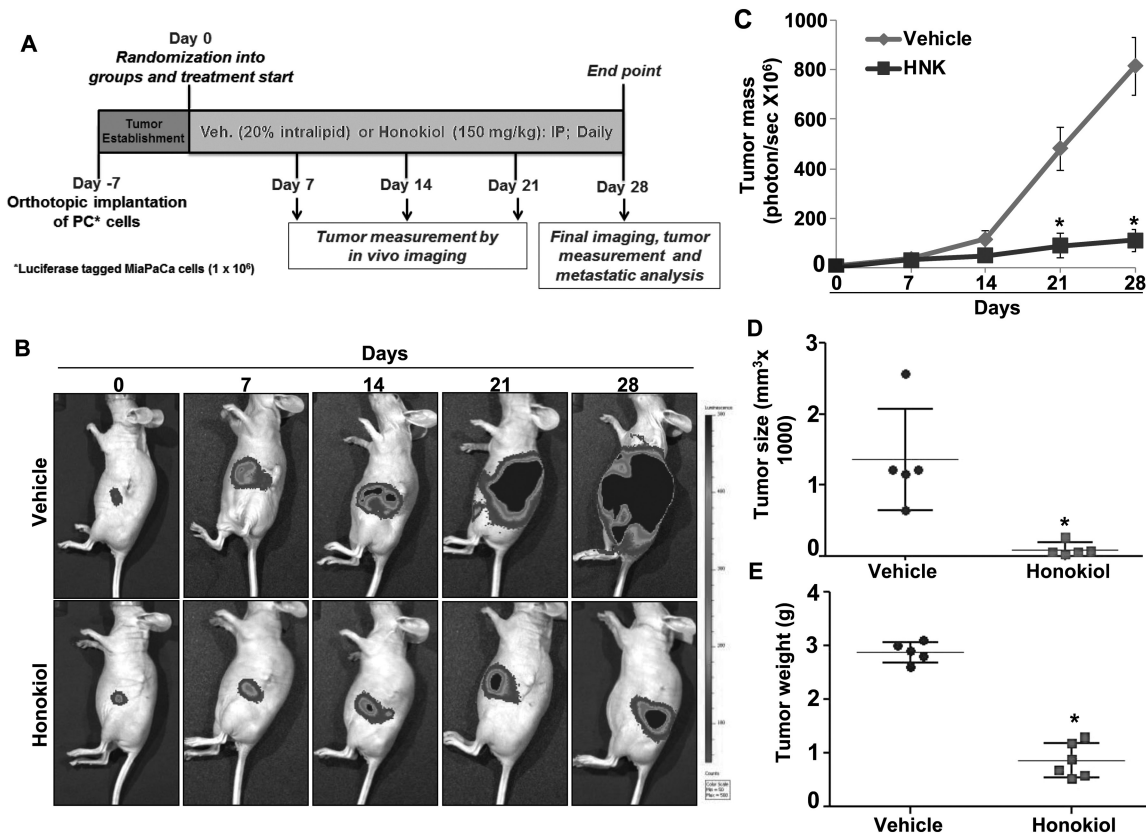 A
Day 0
Randomization into
groups and treatment start
End point
Tumor
Establishment
Veh. (20% intralipid) or Honokiol (150 mg/kg): IP; Daily
Day -7
Day 7
Day 14
Day 21
Day 28
Orthotopic implantation
of PC* cells
Tumor measurement by
in vivo imaging
Final imaging, tumor
measurement and
metastatic analysis
*Luciferase tagged MiaPaCa cells (1 x 10⁶)
B
Days
0 7 14 21 28
Vehicle
Honokiol
Luminescence
Counts
Color Scale
C
Tumor mass
(photon/sec X10⁶)
1000
800
600
400
200
0
Vehicle
HNK
* *
0 7 14 21 28
Days
D
Tumor size (mm³x
1000)
3
2
1
0
*
Vehicle Honokiol
E
Tumor weight (g)
4
3
2
1
0
*
Vehicle Honokiol